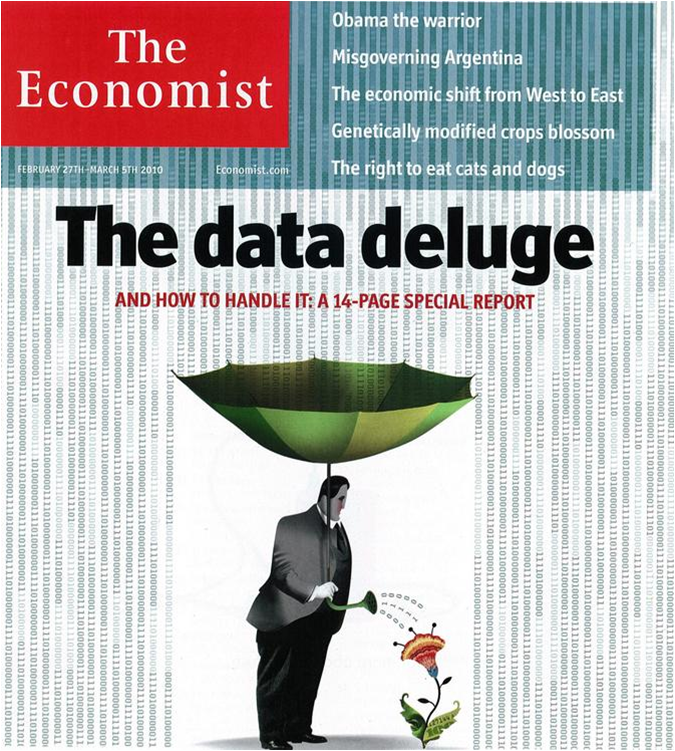 The
Economist
Obama the warrior
Misgoverning Argentina
The economic shift from West to East
Genetically modified crops blossom
The right to eat cats and dogs
FEBRUARY 27TH–MARCH 5TH 2010
Economist.com
The data deluge
AND HOW TO HANDLE IT: A 14-PAGE SPECIAL REPORT